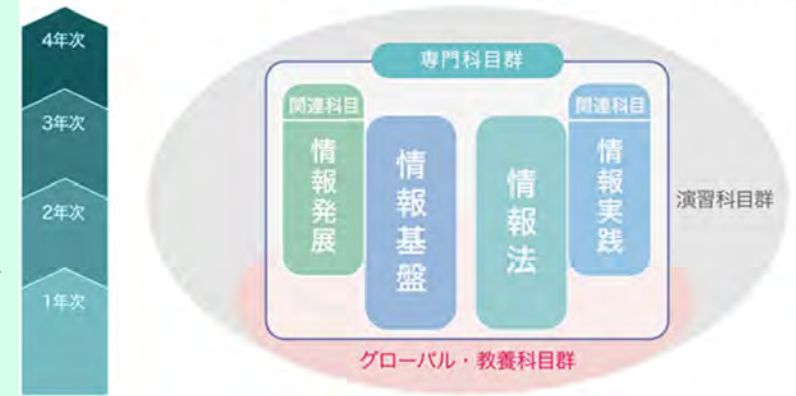 4年次
3年次
2年次
1年次
専門科目群
関連科目
情報発展
情報基盤
情報法
関連科目
情報実践
演習科目群
グローバル・教養科目群